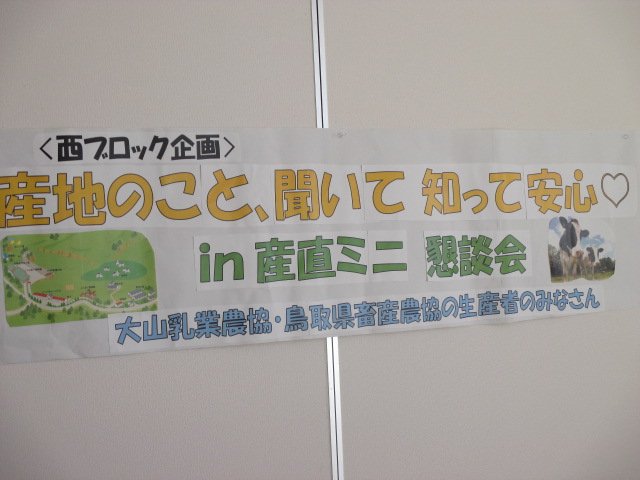 ＜西ブロック企画＞
産地のこと、聞いて 知って安心♡
in 産直ミニ 懇談会
大山乳業農協・鳥取県畜産農協の生産者のみなさん